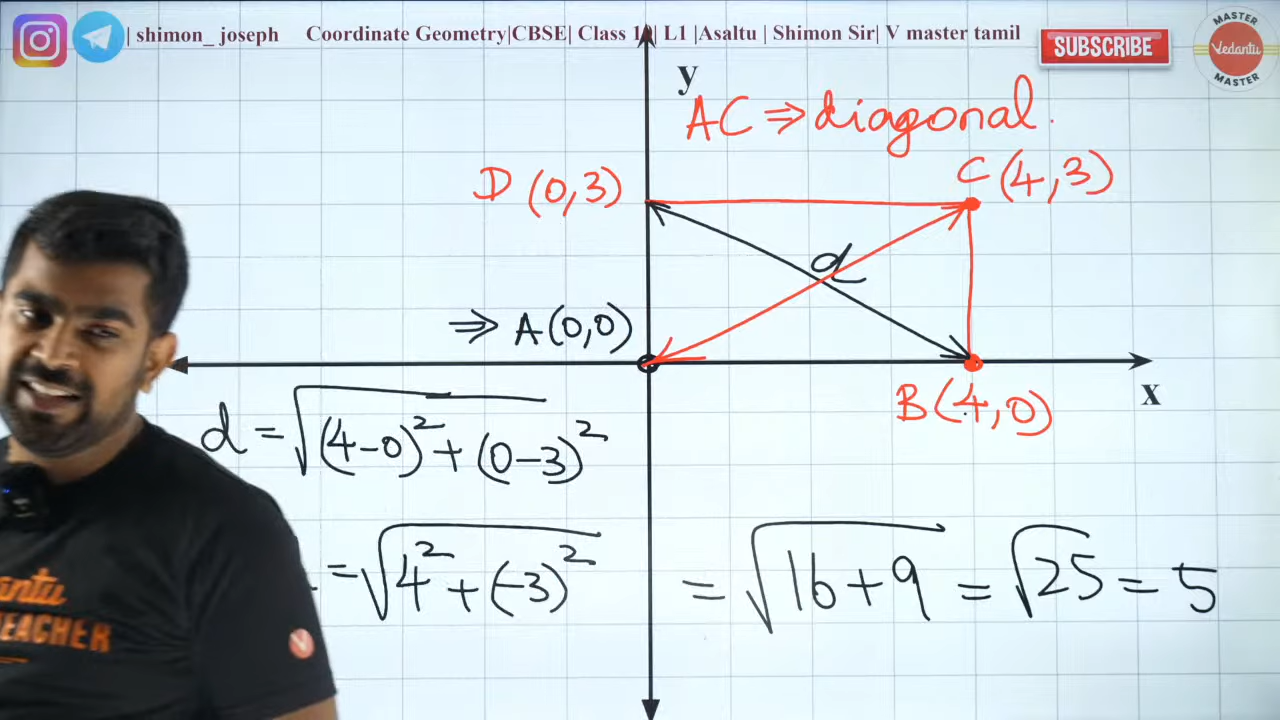 | shimon_ joseph Coordinate Geometry|CBSE| Class 10| L1 |Asaltu | Shimon Sir| V master tamil
SUBSCRIBE
MASTER
Vedantu
MASTER
y
AC ⇒ diagonal.
D (0,3)
C (4,3)
d
⇒ A(0,0)
x
B(4,0)
d = √(4-0)² + (0-3)²
= √4² + (-3)² = √16+9 = √25 = 5
EACHER